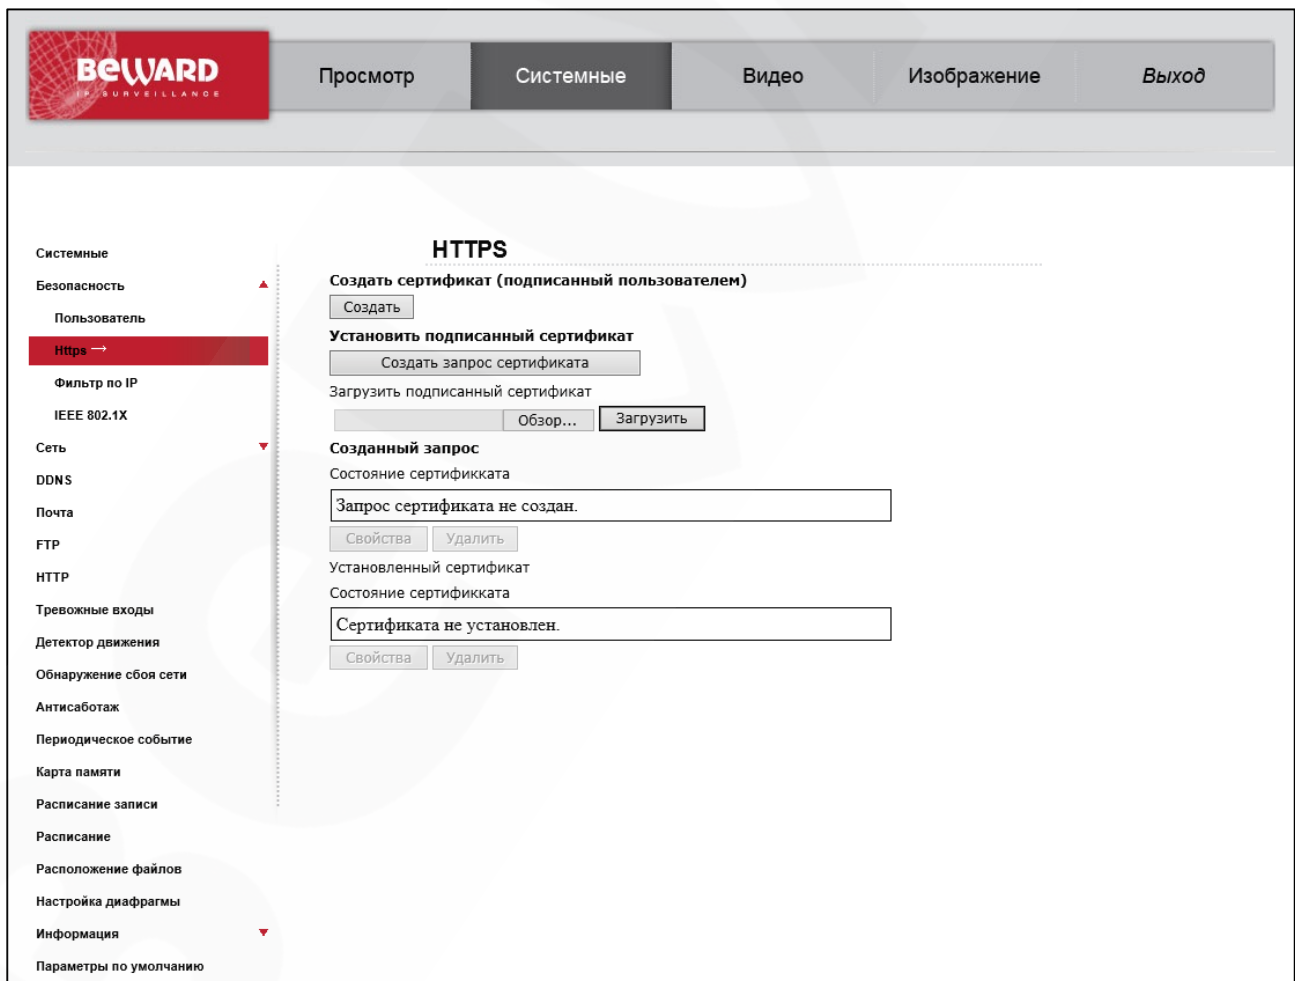 BEWARD
IP SURVEILLANCE
Просмотр
Системные
Видео
Изображение
Выход
Системные
Безопасность
Пользователь
Https →
Фильтр по IP
IEEE 802.1X
Сеть
DDNS
Почта
FTP
HTTP
Тревожные входы
Детектор движения
Обнаружение сбоя сети
Антисаботаж
Периодическое событие
Карта памяти
Расписание записи
Расписание
Расположение файлов
Настройка диафрагмы
Информация
Параметры по умолчанию
HTTPS
Создать сертификат (подписанный пользователем)
Создать
Установить подписанный сертификат
Создать запрос сертификата
Загрузить подписанный сертификат
Обзор... Загрузить
Созданный запрос
Состояние сертификката
Запрос сертификата не создан.
Свойства Удалить
Установленный сертификат
Состояние сертификката
Сертификата не установлен.
Свойства Удалить